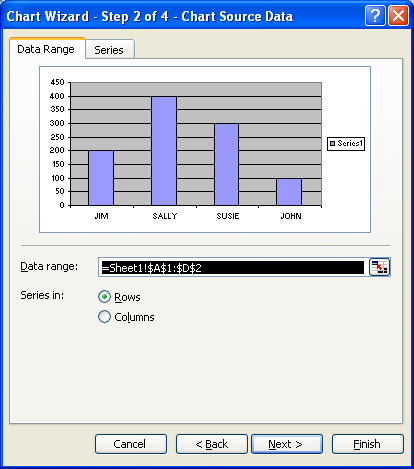 Chart Wizard - Step 2 of 4 - Chart Source Data
Data Range
Series
450
400
350
300
250
200
150
100
50
0
JIM SALLY SUSIE JOHN
Series1
Data range: =Sheet1!$A$1:$D$2
Series in: Rows
Columns
Cancel < Back Next > Finish